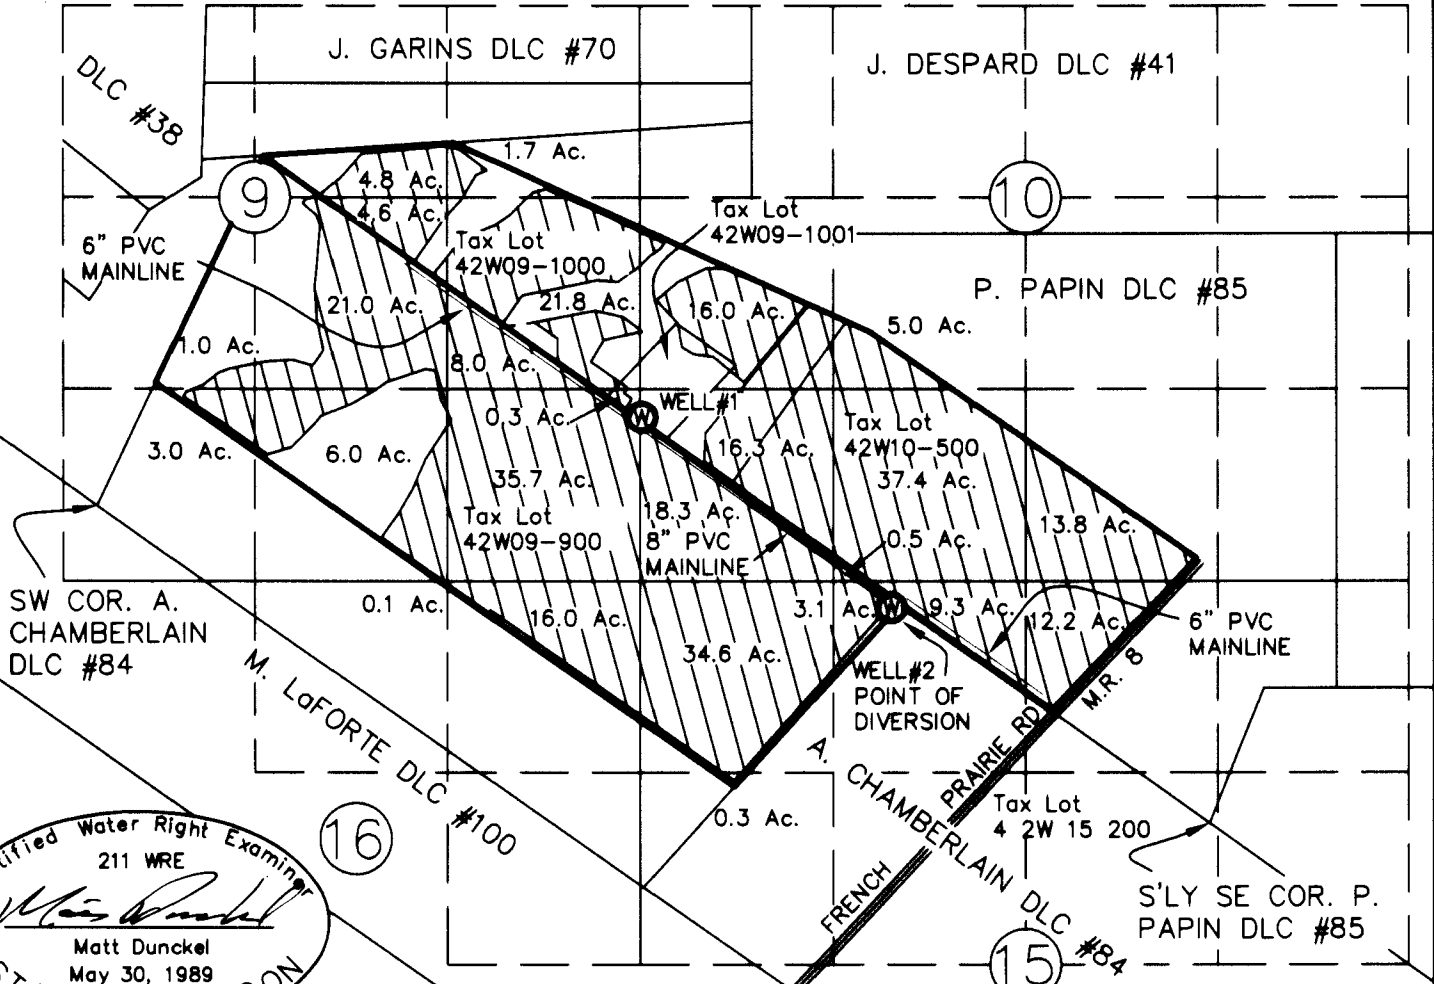 J. GARINS DLC #70
J. DESPARD DLC #41
DLC #38
1.7 Ac.
4.8 Ac.
4.6 Ac.
9
10
Tax Lot
42W09-1001
6" PVC
MAINLINE
Tax Lot
42W09-1000
P. PAPIN DLC #85
21.0 Ac.
21.8 Ac.
16.0 Ac.
5.0 Ac.
1.0 Ac.
8.0 Ac.
0.3 Ac.
W
WELL#1
Tax Lot
42W10-500
3.0 Ac.
6.0 Ac.
16.3 Ac.
35.7 Ac.
37.4 Ac.
Tax Lot
42W09-900
18.3 Ac.
8" PVC
MAINLINE
0.5 Ac.
13.8 Ac.
SW COR. A.
CHAMBERLAIN
DLC #84
0.1 Ac.
16.0 Ac.
3.1 Ac.
W
9.3 Ac.
12.2 Ac.
6" PVC
MAINLINE
34.6 Ac.
WELL#2
POINT OF
DIVERSION
M.R. 8
M. LaFORTE DLC #100
A. CHAMBERLAIN DLC #84
FRENCH PRAIRIE RD
0.3 Ac.
Tax Lot
4 2W 15 200
16
S'LY SE COR. P.
PAPIN DLC #85
15
tified Water Right Examiner
211 WRE
Matt Dunckel
May 30, 1989